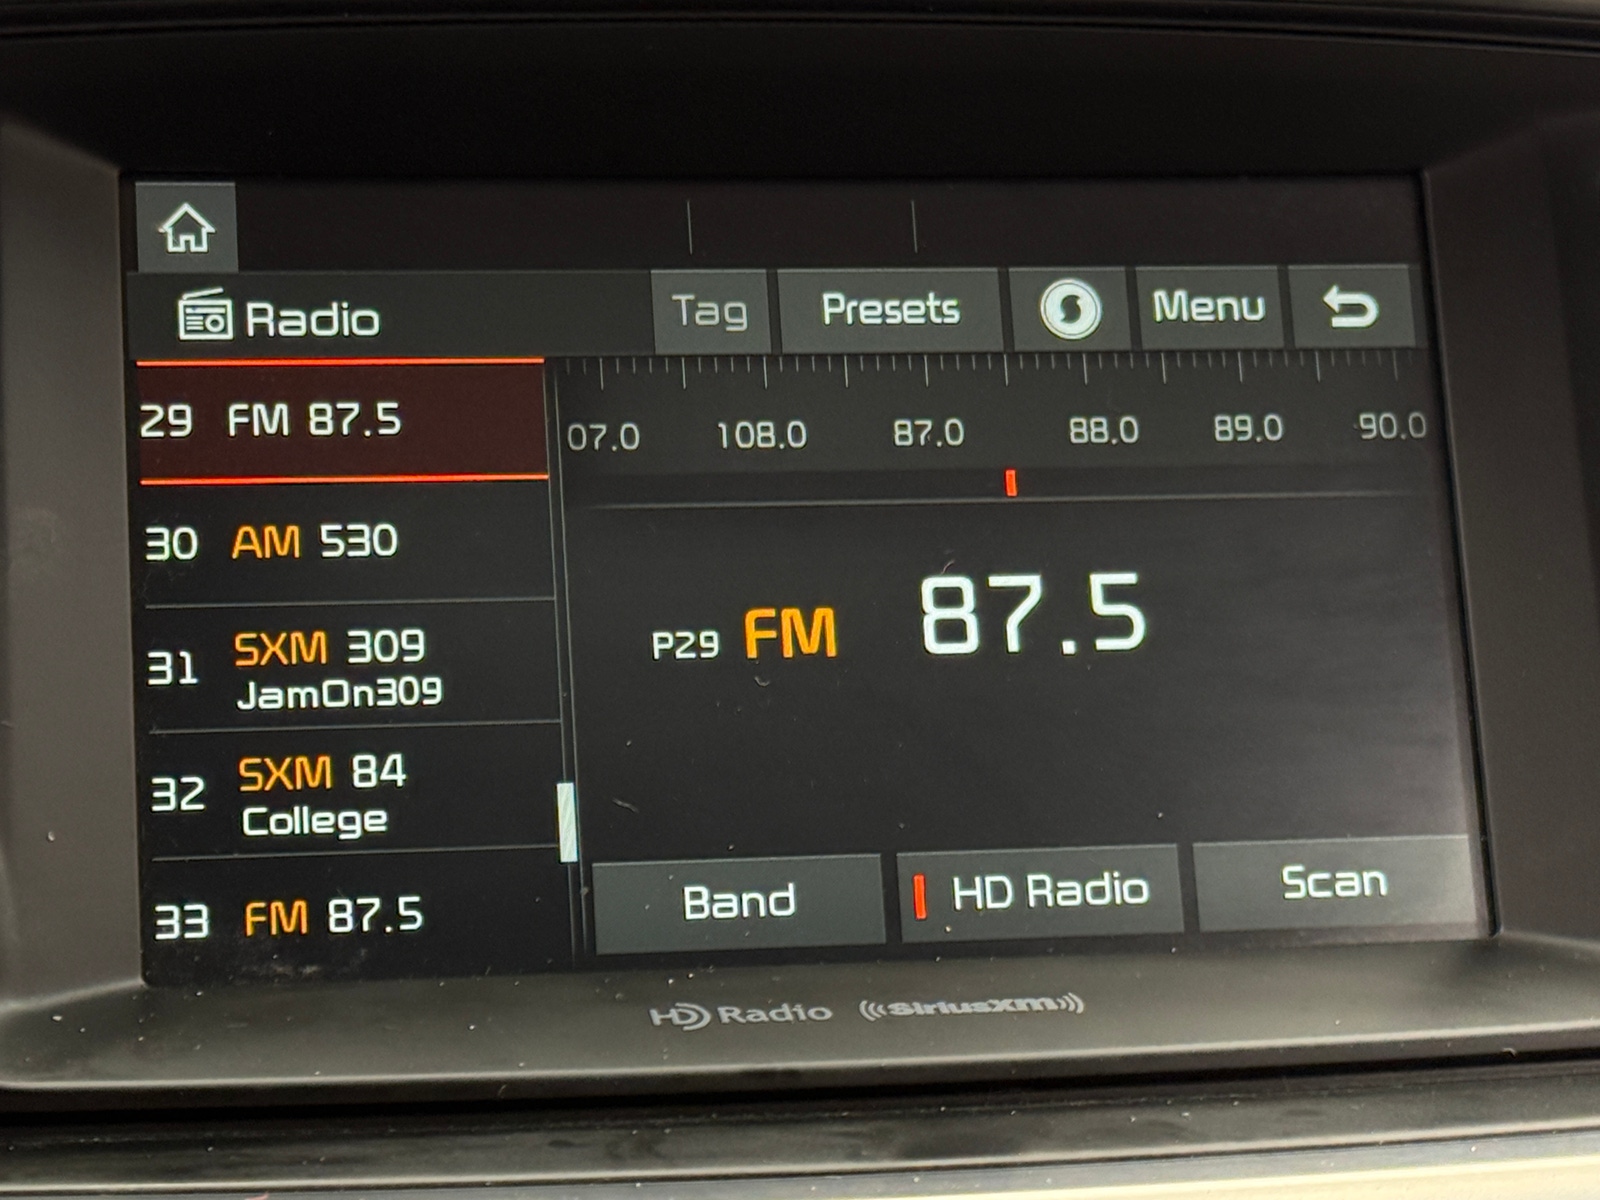 Radio Tag Presets Menu
29 FM 87.5
07.0 108.0 87.0 88.0 89.0 90.0
30 AM 530
P29 FM 87.5
31 SXM 309
JamOn309
32 SXM 84
College
33 FM 87.5
Band HD Radio Scan
HD Radio ((SiriusXM))